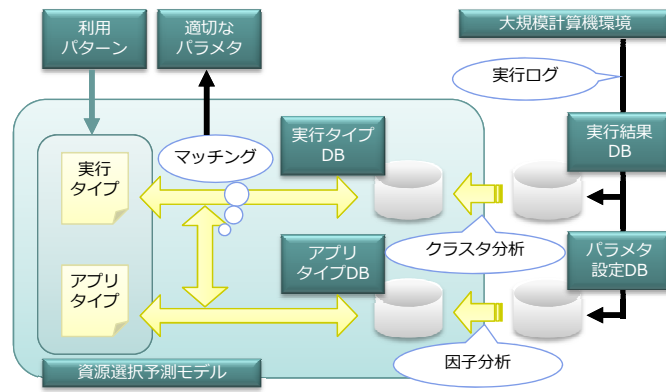 利用
パターン
適切な
パラメタ
大規模計算機環境
実行ログ
実行タイプ
DB
実行結果
DB
マッチング
実行
タイプ
クラスタ分析
アプリ
タイプDB
パラメタ
設定DB
アプリ
タイプ
因子分析
資源選択予測モデル